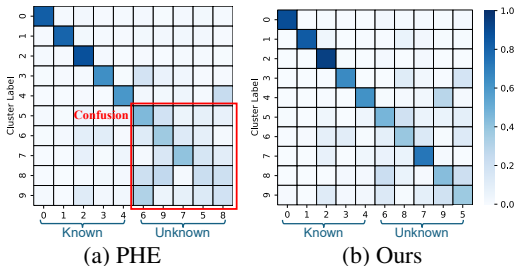 Cluster Label
0
1
2
3
4
5
6
7
8
9
Confusion
0 1 2 3 4 6 9 7 5 8
Known Unknown
(a) PHE
0
1
2
3
4
5
6
7
8
9
Cluster Label
0 1 2 3 4 6 8 7 9 5
Known Unknown
(b) Ours
1.0
0.8
0.6
0.4
0.2
0.0